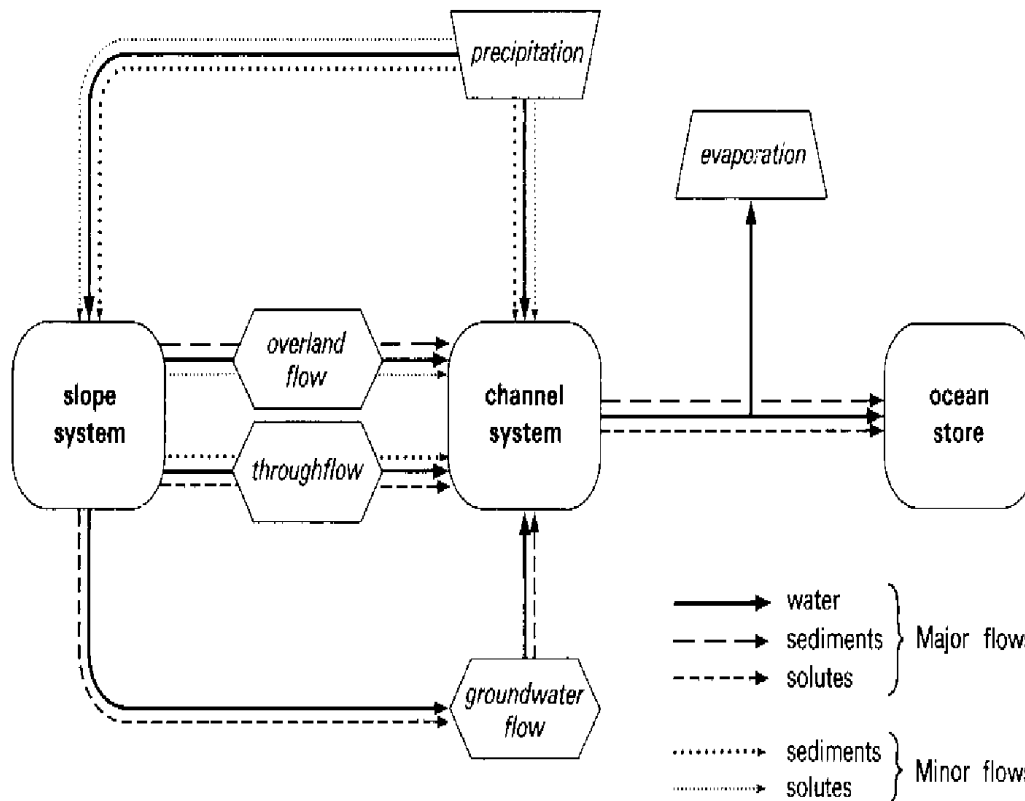 precipitation
evaporation
slope
system
overland
flow
throughflow
channel
system
ocean
store
groundwater
flow
water
sediments
solutes
Major flows
sediments
solutes
Minor flows